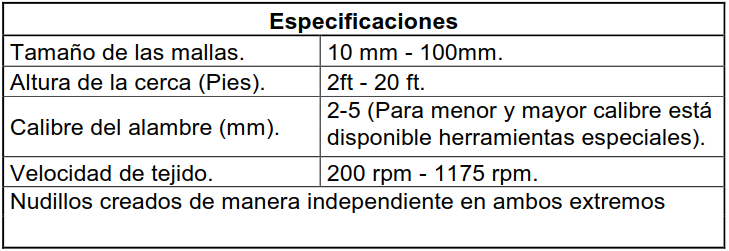 Especificaciones
Tamaño de las mallas. 10 mm - 100mm.
Altura de la cerca (Pies). 2ft - 20 ft.
Calibre del alambre (mm). 2-5 (Para menor y mayor calibre está
disponible herramientas especiales).
Velocidad de tejido. 200 rpm - 1175 rpm.
Nudillos creados de manera independiente en ambos extremos